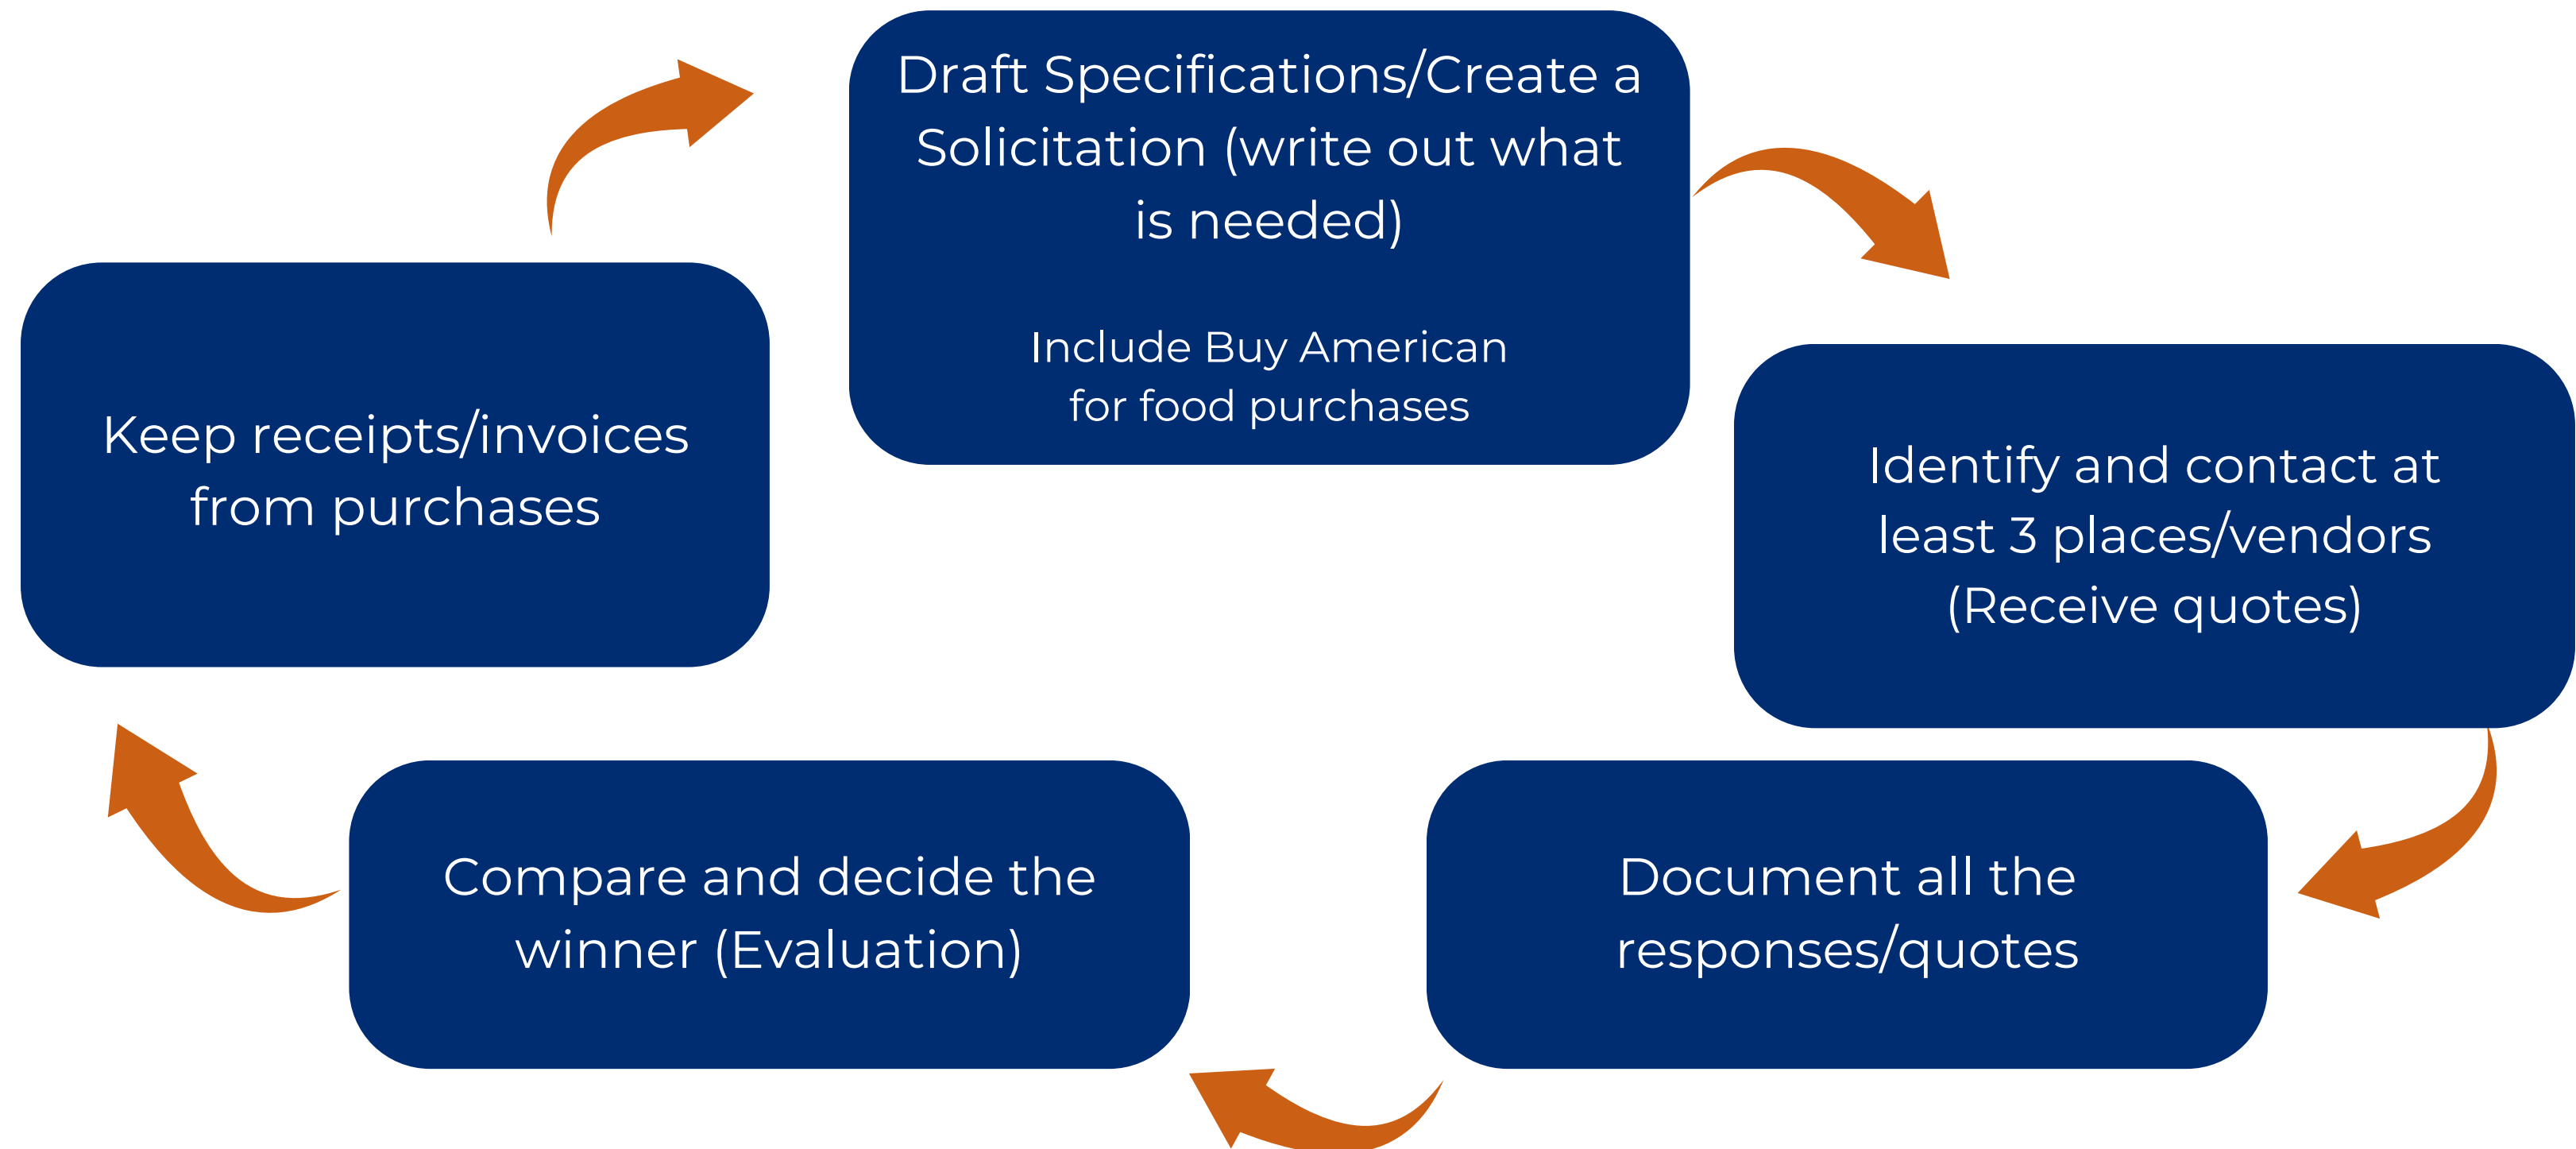 Draft Specifications/Create a
Solicitation (write out what
is needed)
Include Buy American
for food purchases
Identify and contact at
least 3 places/vendors
(Receive quotes)
Document all the
responses/quotes
Compare and decide the
winner (Evaluation)
Keep receipts/invoices
from purchases